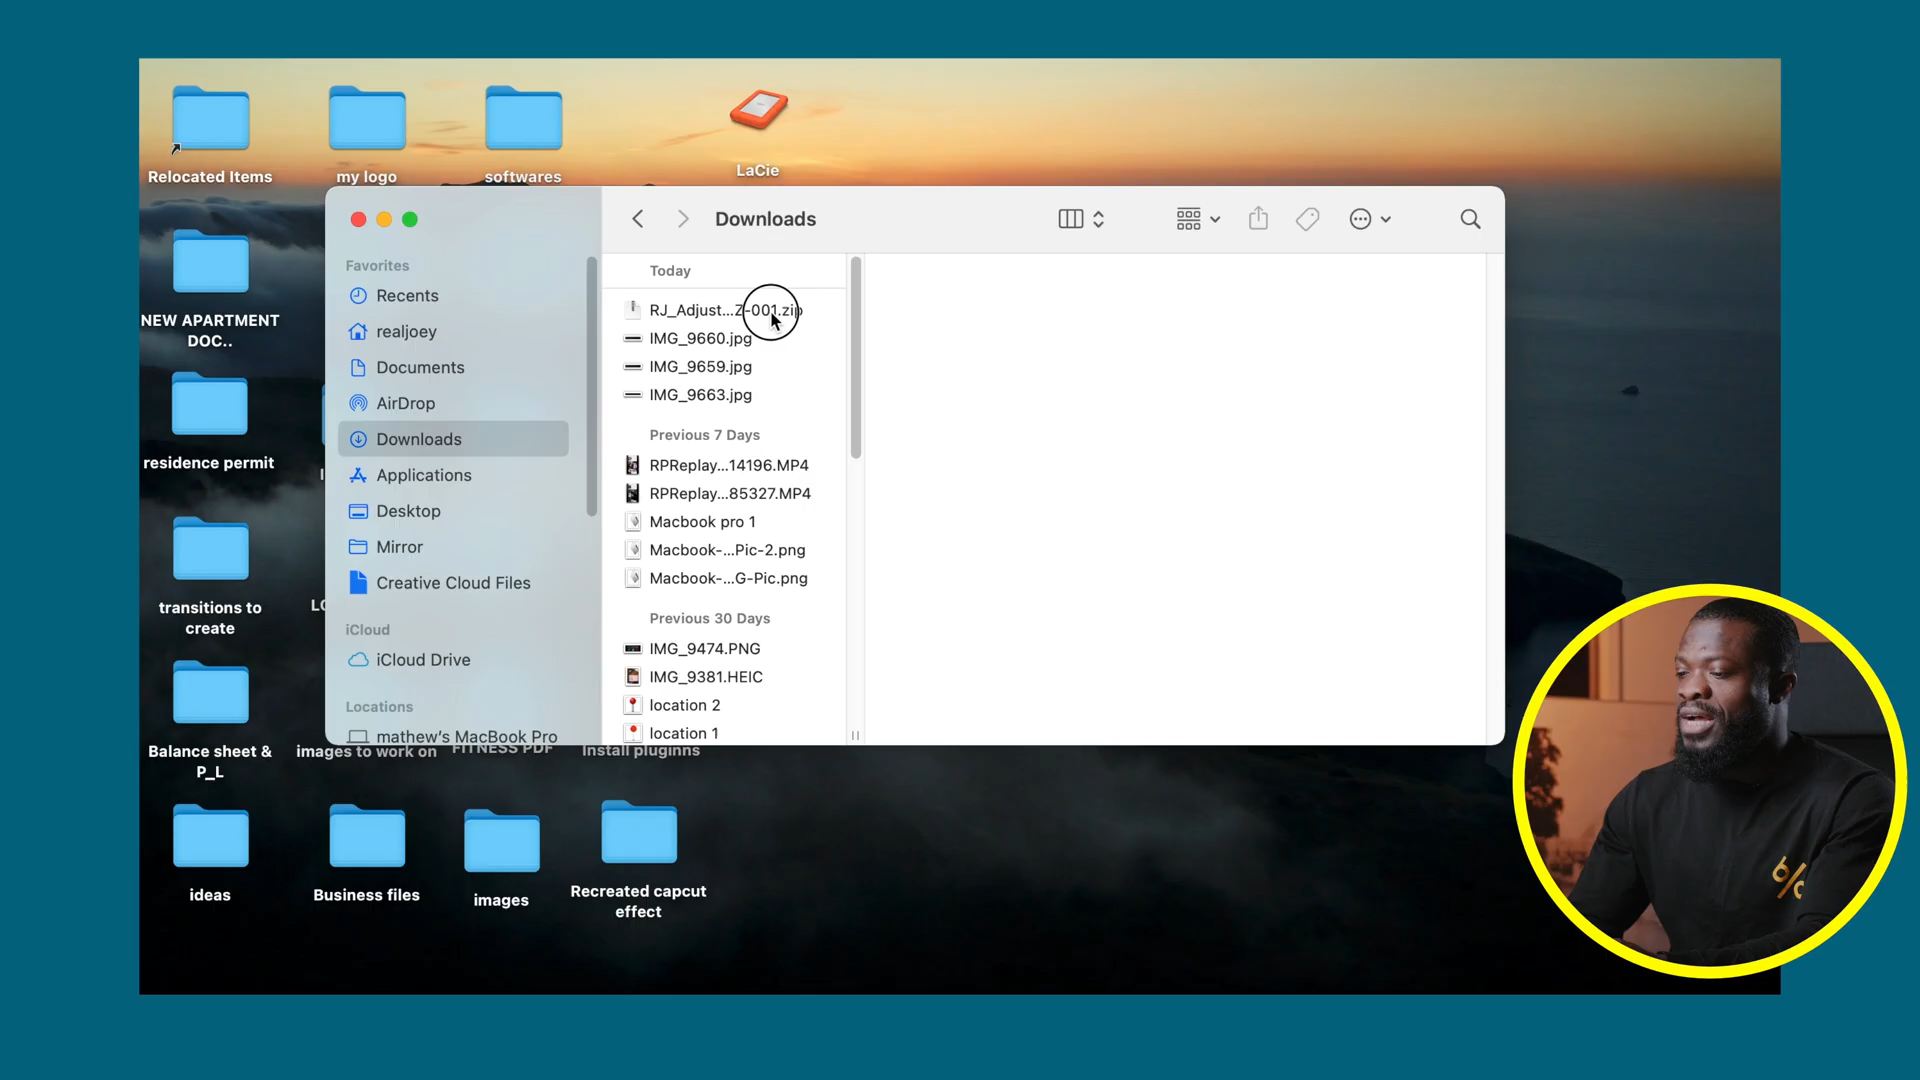 Relocated Items
my logo
softwares
LaCie
NEW APARTMENT
DOC..
residence permit
transitions to
create
Balance sheet &
P_L
images to work on
FITNESS PDF
Install pluginns
ideas
Business files
images
Recreated capcut
effect
Favorites
Recents
realjoey
Documents
AirDrop
Downloads
Applications
Desktop
Mirror
Creative Cloud Files
iCloud
iCloud Drive
Locations
mathew's MacBook Pro
Downloads
Today
RJ_Adjust...Z-001.zip
IMG_9660.jpg
IMG_9659.jpg
IMG_9663.jpg
Previous 7 Days
RPReplay...14196.MP4
RPReplay...85327.MP4
Macbook pro 1
Macbook-...Pic-2.png
Macbook-...G-Pic.png
Previous 30 Days
IMG_9474.PNG
IMG_9381.HEIC
location 2
location 1